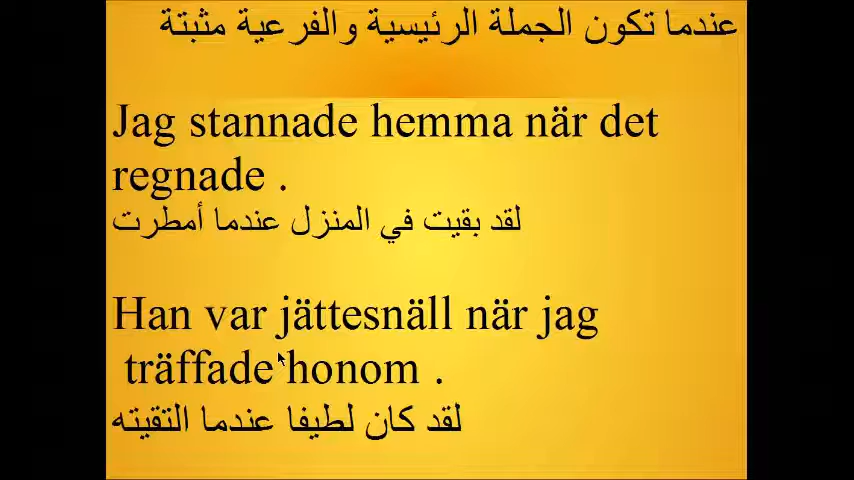 عندما تكون الجملة الرئيسية والفرعية مثبتة
Jag stannade hemma när det
regnade .
لقد بقيت في المنزل عندما أمطرت
Han var jättesnäll när jag
träffade honom .
لقد كان لطيفا عندما التقيته